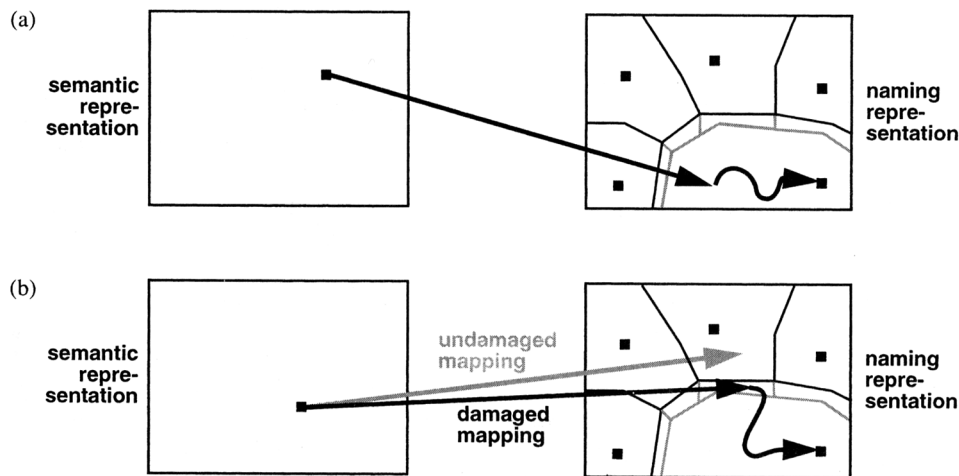 (a)
semantic
repre-
sentation
naming
repre-
sentation
(b)
semantic
repre-
sentation
undamaged
mapping
damaged
mapping
naming
repre-
sentation